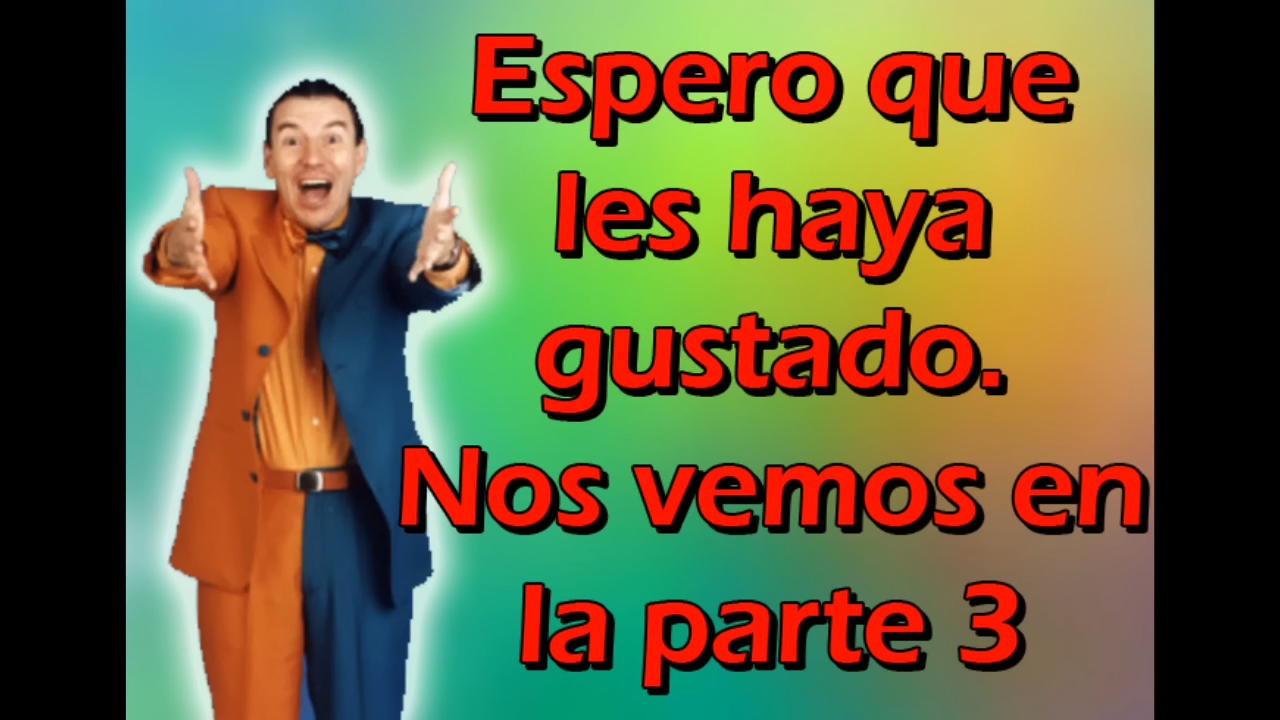 Espero que
les haya
gustado.
Nos vemos en
la parte 3